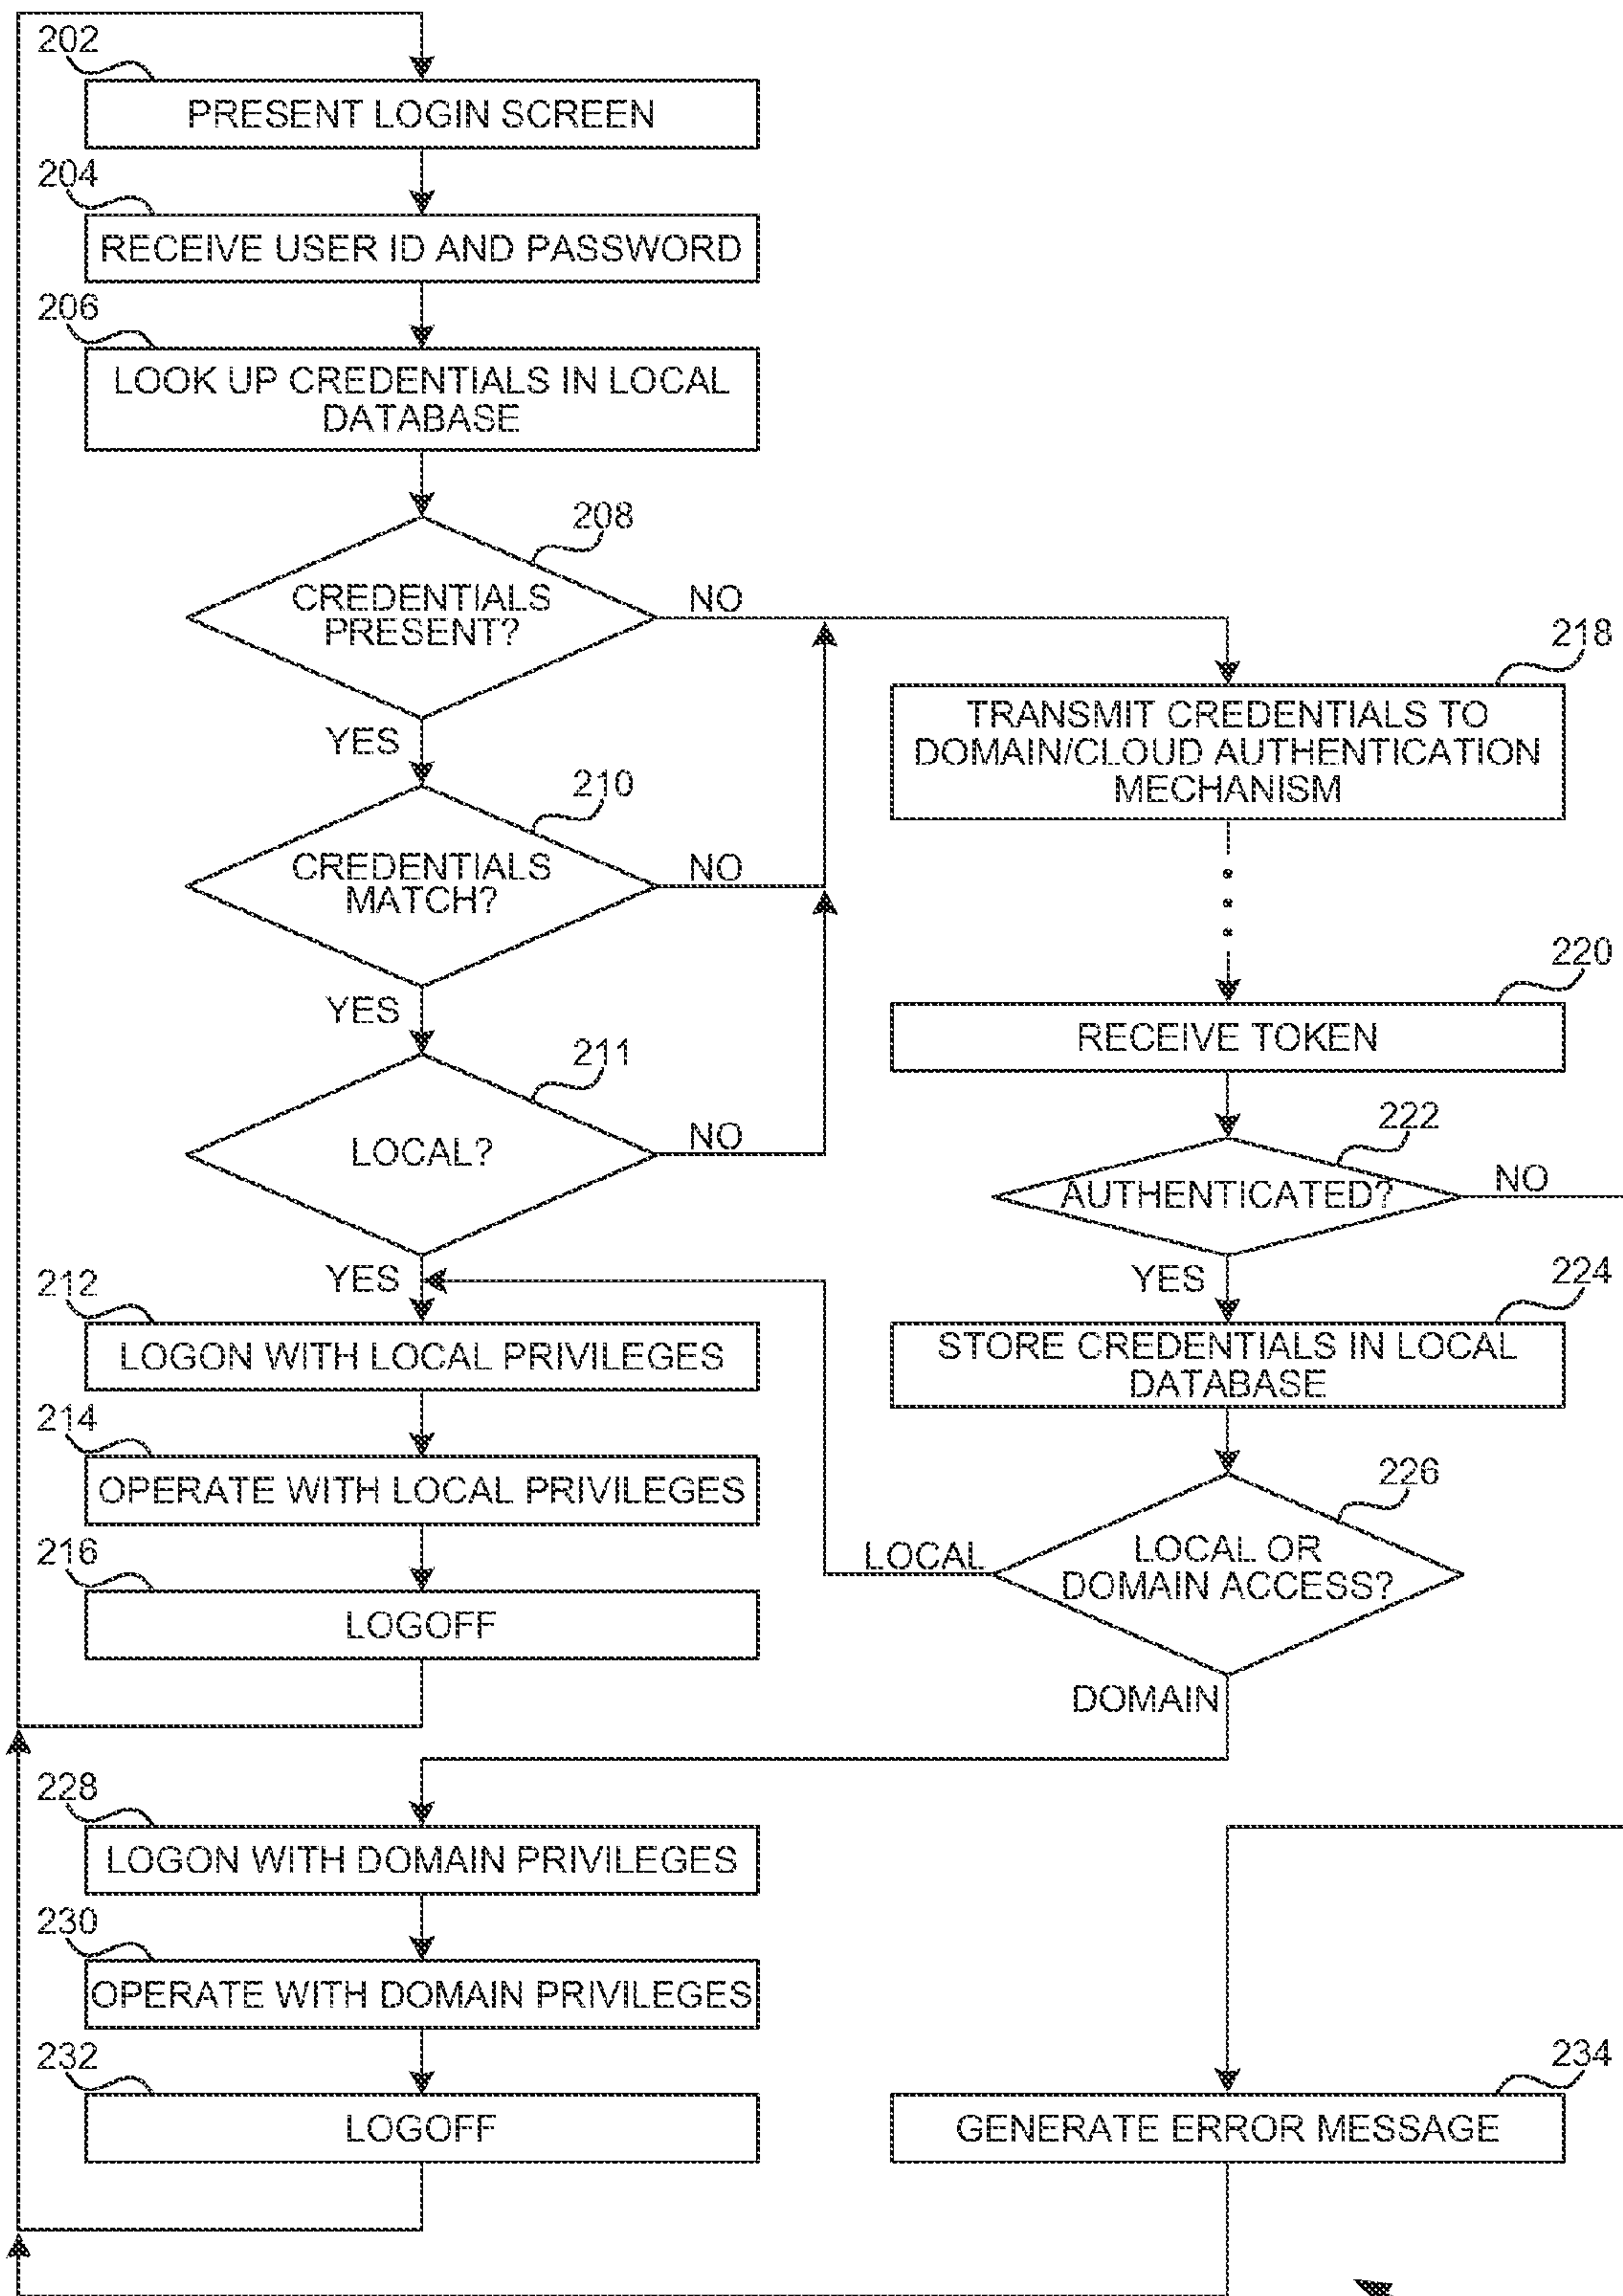 202
PRESENT LOGIN SCREEN
204
RECEIVE USER ID AND PASSWORD
206
LOOK UP CREDENTIALS IN LOCAL
DATABASE
208
CREDENTIALS
PRESENT?
NO
YES
210
CREDENTIALS
MATCH?
NO
YES
211
LOCAL?
NO
YES
212
LOGON WITH LOCAL PRIVILEGES
214
OPERATE WITH LOCAL PRIVILEGES
216
LOGOFF
218
TRANSMIT CREDENTIALS TO
DOMAIN/CLOUD AUTHENTICATION
MECHANISM
220
RECEIVE TOKEN
222
AUTHENTICATED?
NO
YES
224
STORE CREDENTIALS IN LOCAL
DATABASE
226
LOCAL OR
DOMAIN ACCESS?
LOCAL
DOMAIN
228
LOGON WITH DOMAIN PRIVILEGES
230
OPERATE WITH DOMAIN PRIVILEGES
232
LOGOFF
234
GENERATE ERROR MESSAGE